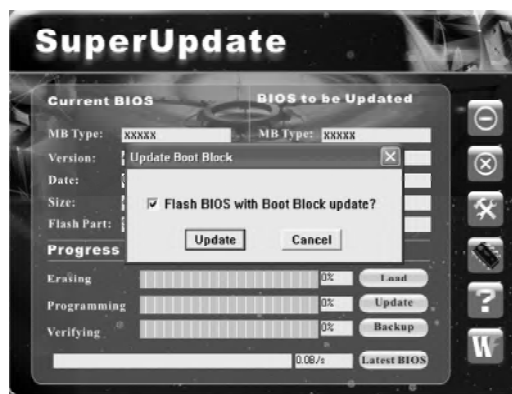 SuperUpdate
Current BIOS
BIOS to be Updated
MB Type: xxxxx
MB Type: xxxxx
Version:
Date:
Size:
Flash Part:
Update Boot Block
Flash BIOS with Boot Block update?
Update
Cancel
Progress
Erasing
0%
Load
Programming
0%
Update
Verifying
0%
Backup
0.0B/s
Latest BIOS
?
W